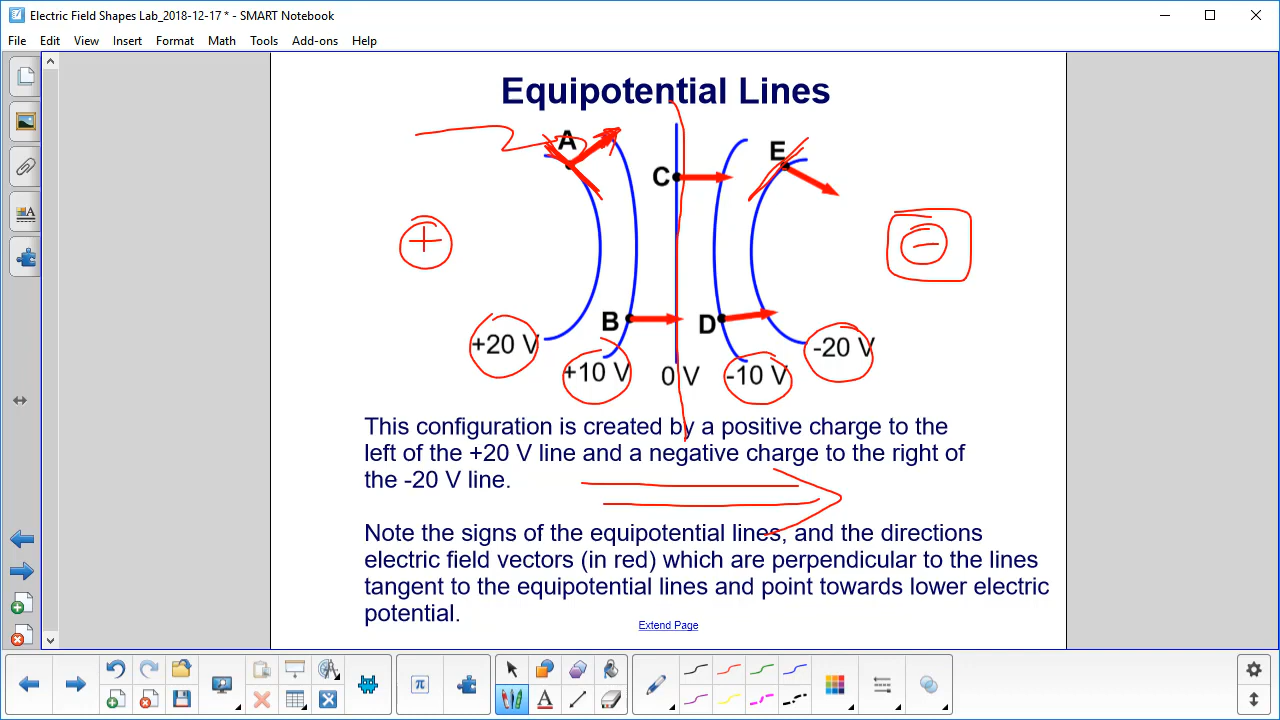 Electric Field Shapes Lab_2018-12-17 * - SMART Notebook
File Edit View Insert Format Math Tools Add-ons Help
Equipotential Lines
A
E
C
+
−
B
D
+20 V
-20 V
+10 V
0 V
-10 V
This configuration is created by a positive charge to the
left of the +20 V line and a negative charge to the right of
the -20 V line.
Note the signs of the equipotential lines, and the directions
electric field vectors (in red) which are perpendicular to the lines
tangent to the equipotential lines and point towards lower electric
potential.
Extend Page
π
A